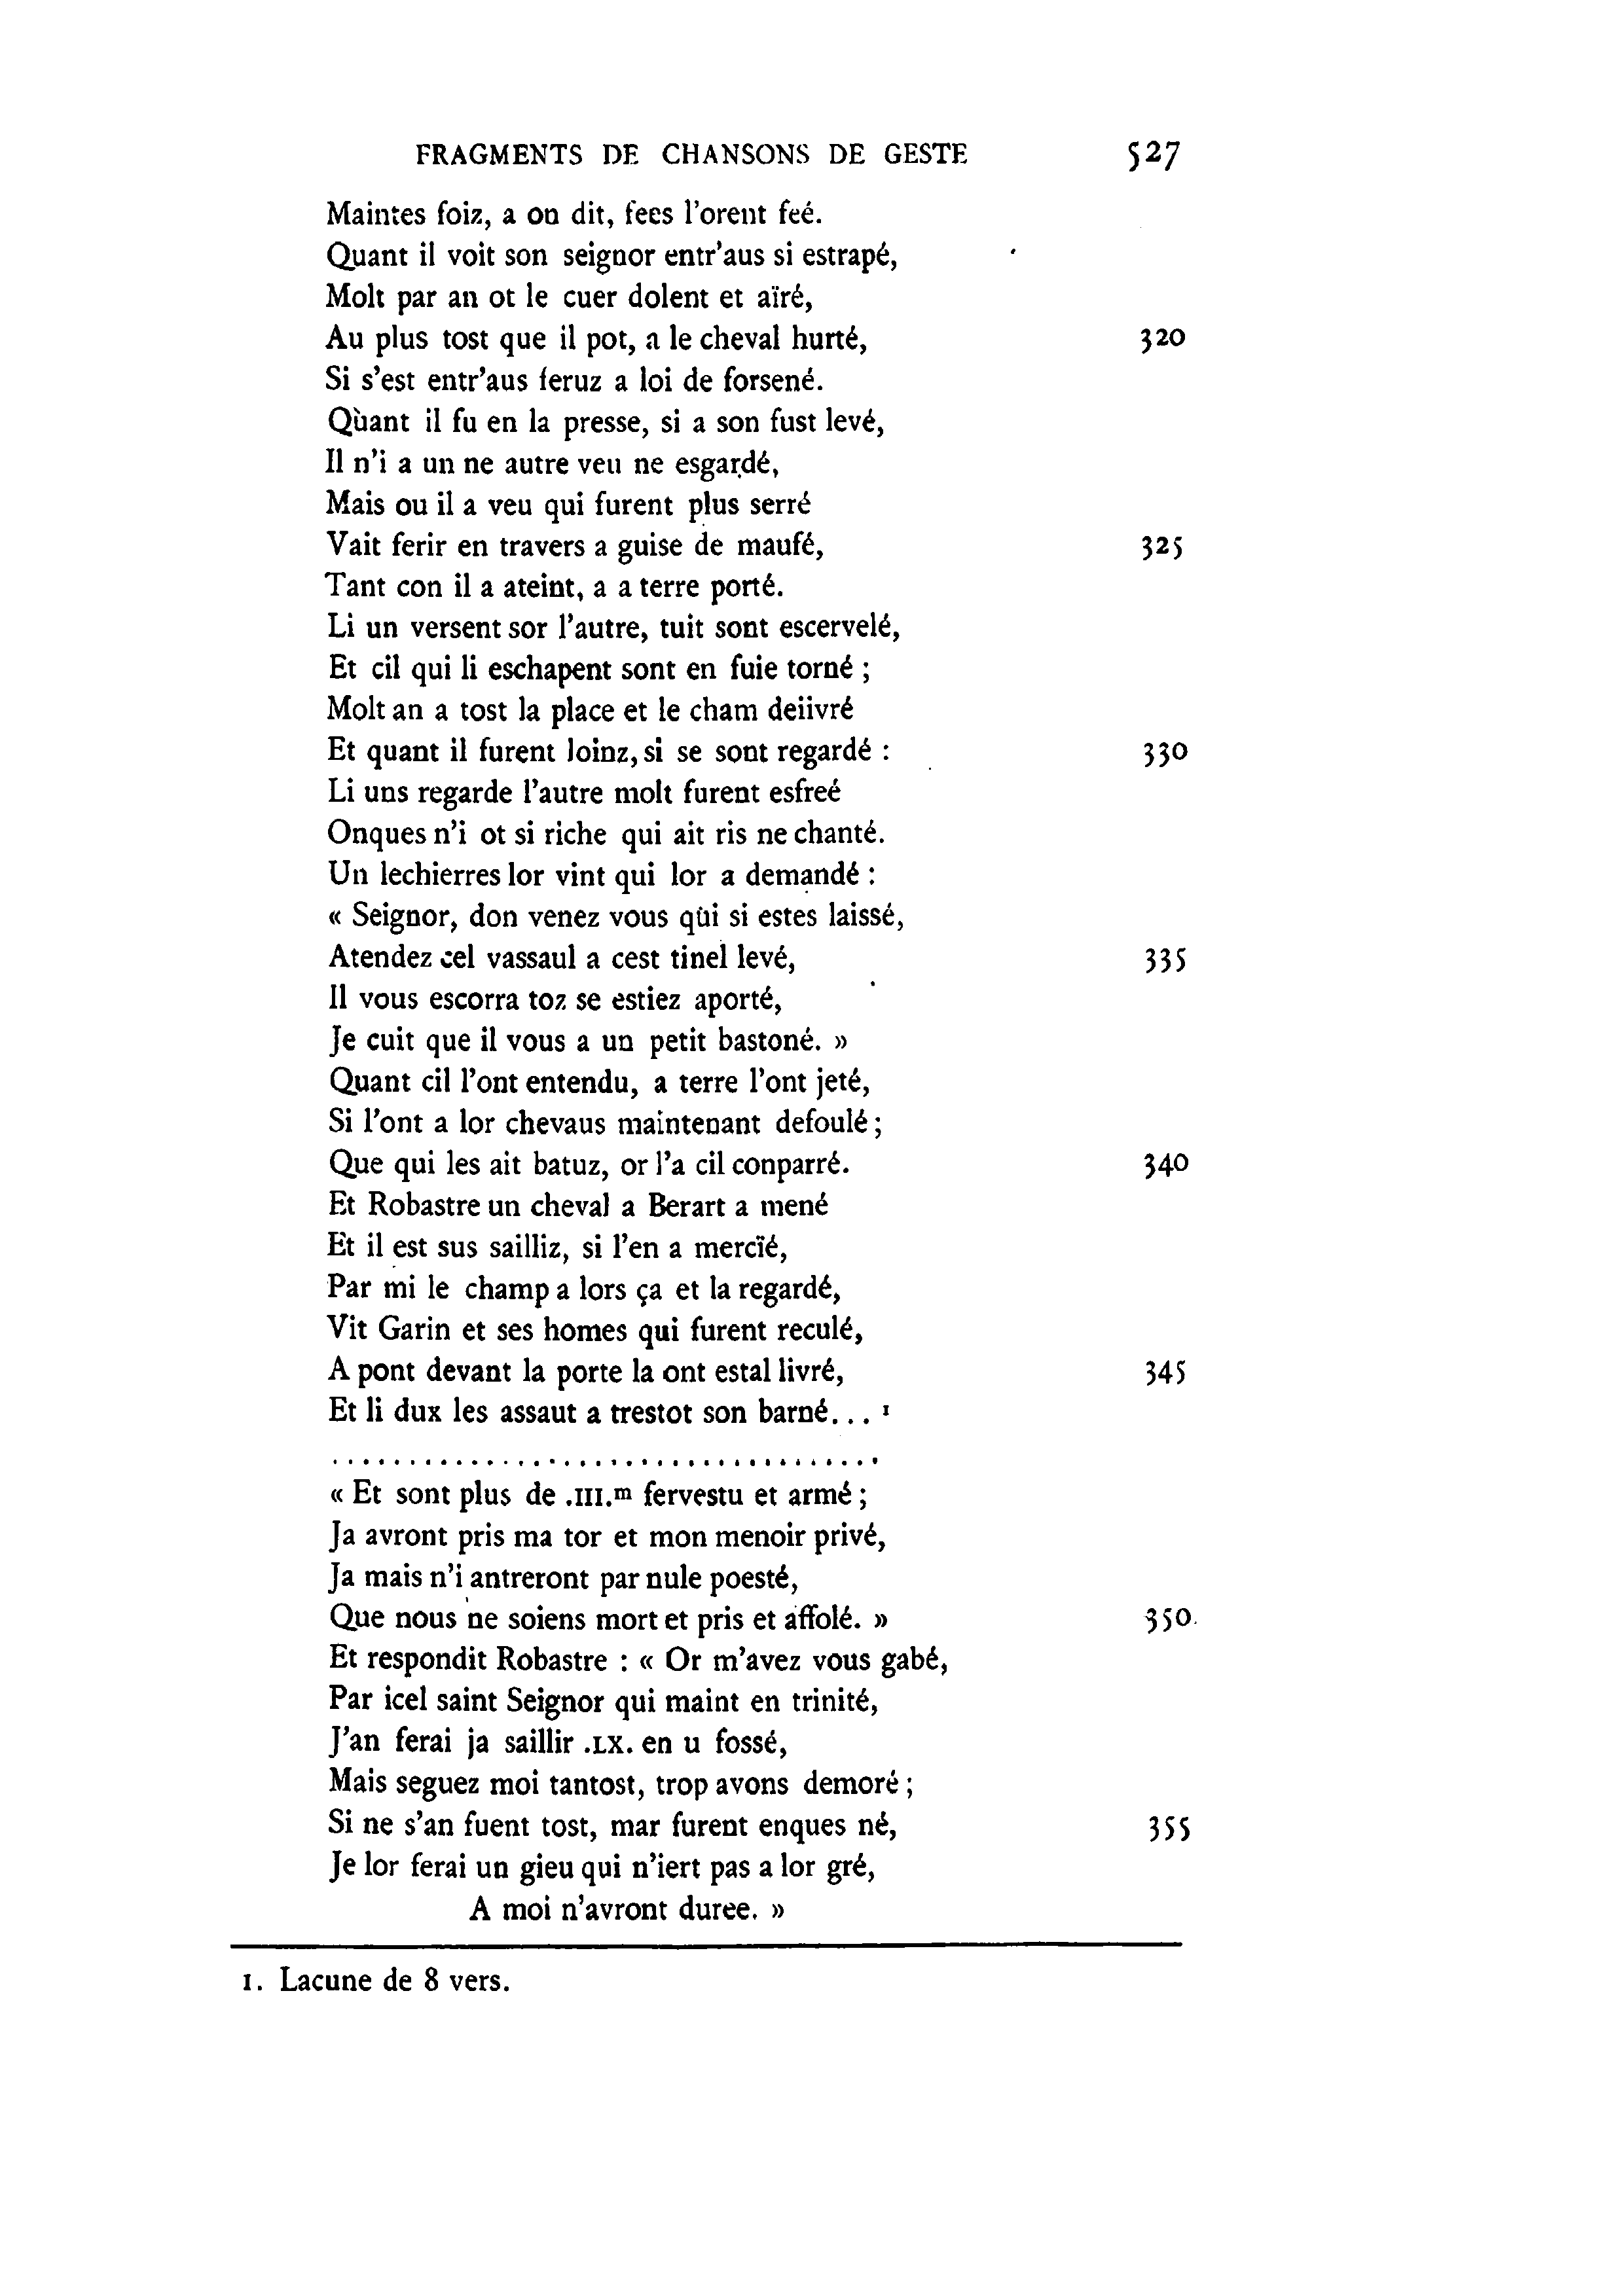 FRAGMENTS DE CHANSONS DE GESTE 527
Maintes foiz, a on dit, fees l'orent feé.
Quant il voit son seignor entr'aus si estrapé,
Molt par an ot le cuer dolent et aïré,
Au plus tost que il pot, a le cheval hurté, 320
Si s'est entr'aus feruz a loi de forsené.
Quant il fu en la presse, si a son fust levé,
Il n'i a un ne autre veu ne esgardé,
Mais ou il a veu qui furent plus serré
Vait ferir en travers a guise de maufé, 325
Tant con il a ateint, a a terre porté.
Li un versent sor l'autre, tuit sont escervelé,
Et cil qui li eschapent sont en fuie torné ;
Molt an a tost la place et le cham delivré
Et quant il furent loinz, si se sont regardé : 330
Li uns regarde l'autre molt furent esfreé
Onques n'i ot si riche qui ait ris ne chanté.
Un lechierres lor vint qui lor a demandé :
« Seignor, don venez vous qui si estes laissé,
Atendez cel vassaul a cest tinel levé, 335
Il vous escorra toz se estiez aporté,
Je cuit que il vous a un petit bastoné. »
Quant cil l'ont entendu, a terre l'ont jeté,
Si l'ont a lor chevaus maintenant defoulé ;
Que qui les ait batuz, or l'a cil conparré. 340
Et Robastre un cheval a Berart a mené
Et il est sus sailliz, si l'en a mercïé,
Par mi le champ a lors ça et la regardé,
Vit Garin et ses homes qui furent reculé,
A pont devant la porte la ont estal livré, 345
Et li dux les assaut a trestot son barné... 1
....................................
« Et sont plus de .III.m fervestu et armé ;
Ja avront pris ma tor et mon menoir privé,
Ja mais n'i antreront par nule poesté,
Que nous ne soiens mort et pris et affolé. » 350
Et respondit Robastre : « Or m'avez vous gabé,
Par icel saint Seignor qui maint en trinité,
J'an ferai ja saillir .LX. en u fossé,
Mais seguez moi tantost, trop avons demoré ;
Si ne s'an fuent tost, mar furent enques né, 355
Je lor ferai un gieu qui n'iert pas a lor gré,
A moi n'avront duree. »
1. Lacune de 8 vers.